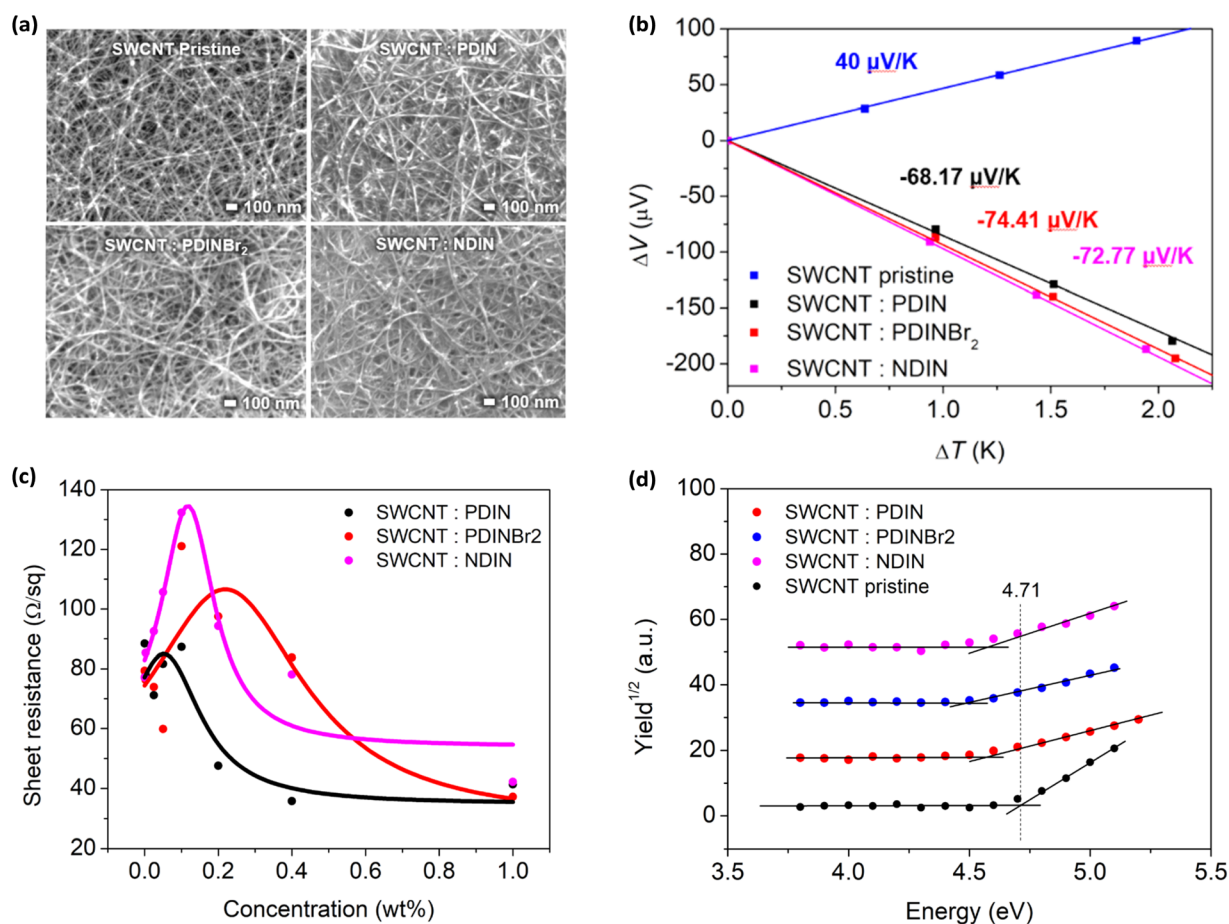 (a)
SWCNT Pristine
SWCNT : PDIN
100 nm
100 nm
SWCNT : PDINBr₂
SWCNT : NDIN
100 nm
100 nm
(b)
100
50
0
-50
-100
-150
-200
ΔV (µV)
40 µV/K
-68.17 µV/K
-74.41 µV/K
-72.77 µV/K
SWCNT pristine
SWCNT : PDIN
SWCNT : PDINBr₂
SWCNT : NDIN
0.0
0.5
1.0
1.5
2.0
ΔT (K)
(c)
140
120
100
80
60
40
20
Sheet resistance (Ω/sq)
SWCNT : PDIN
SWCNT : PDINBr2
SWCNT : NDIN
0.0
0.2
0.4
0.6
0.8
1.0
Concentration (wt%)
(d)
100
80
60
40
20
0
Yield¹ᐟ² (a.u.)
SWCNT : PDIN
SWCNT : PDINBr2
SWCNT : NDIN
SWCNT pristine
4.71
3.5
4.0
4.5
5.0
5.5
Energy (eV)